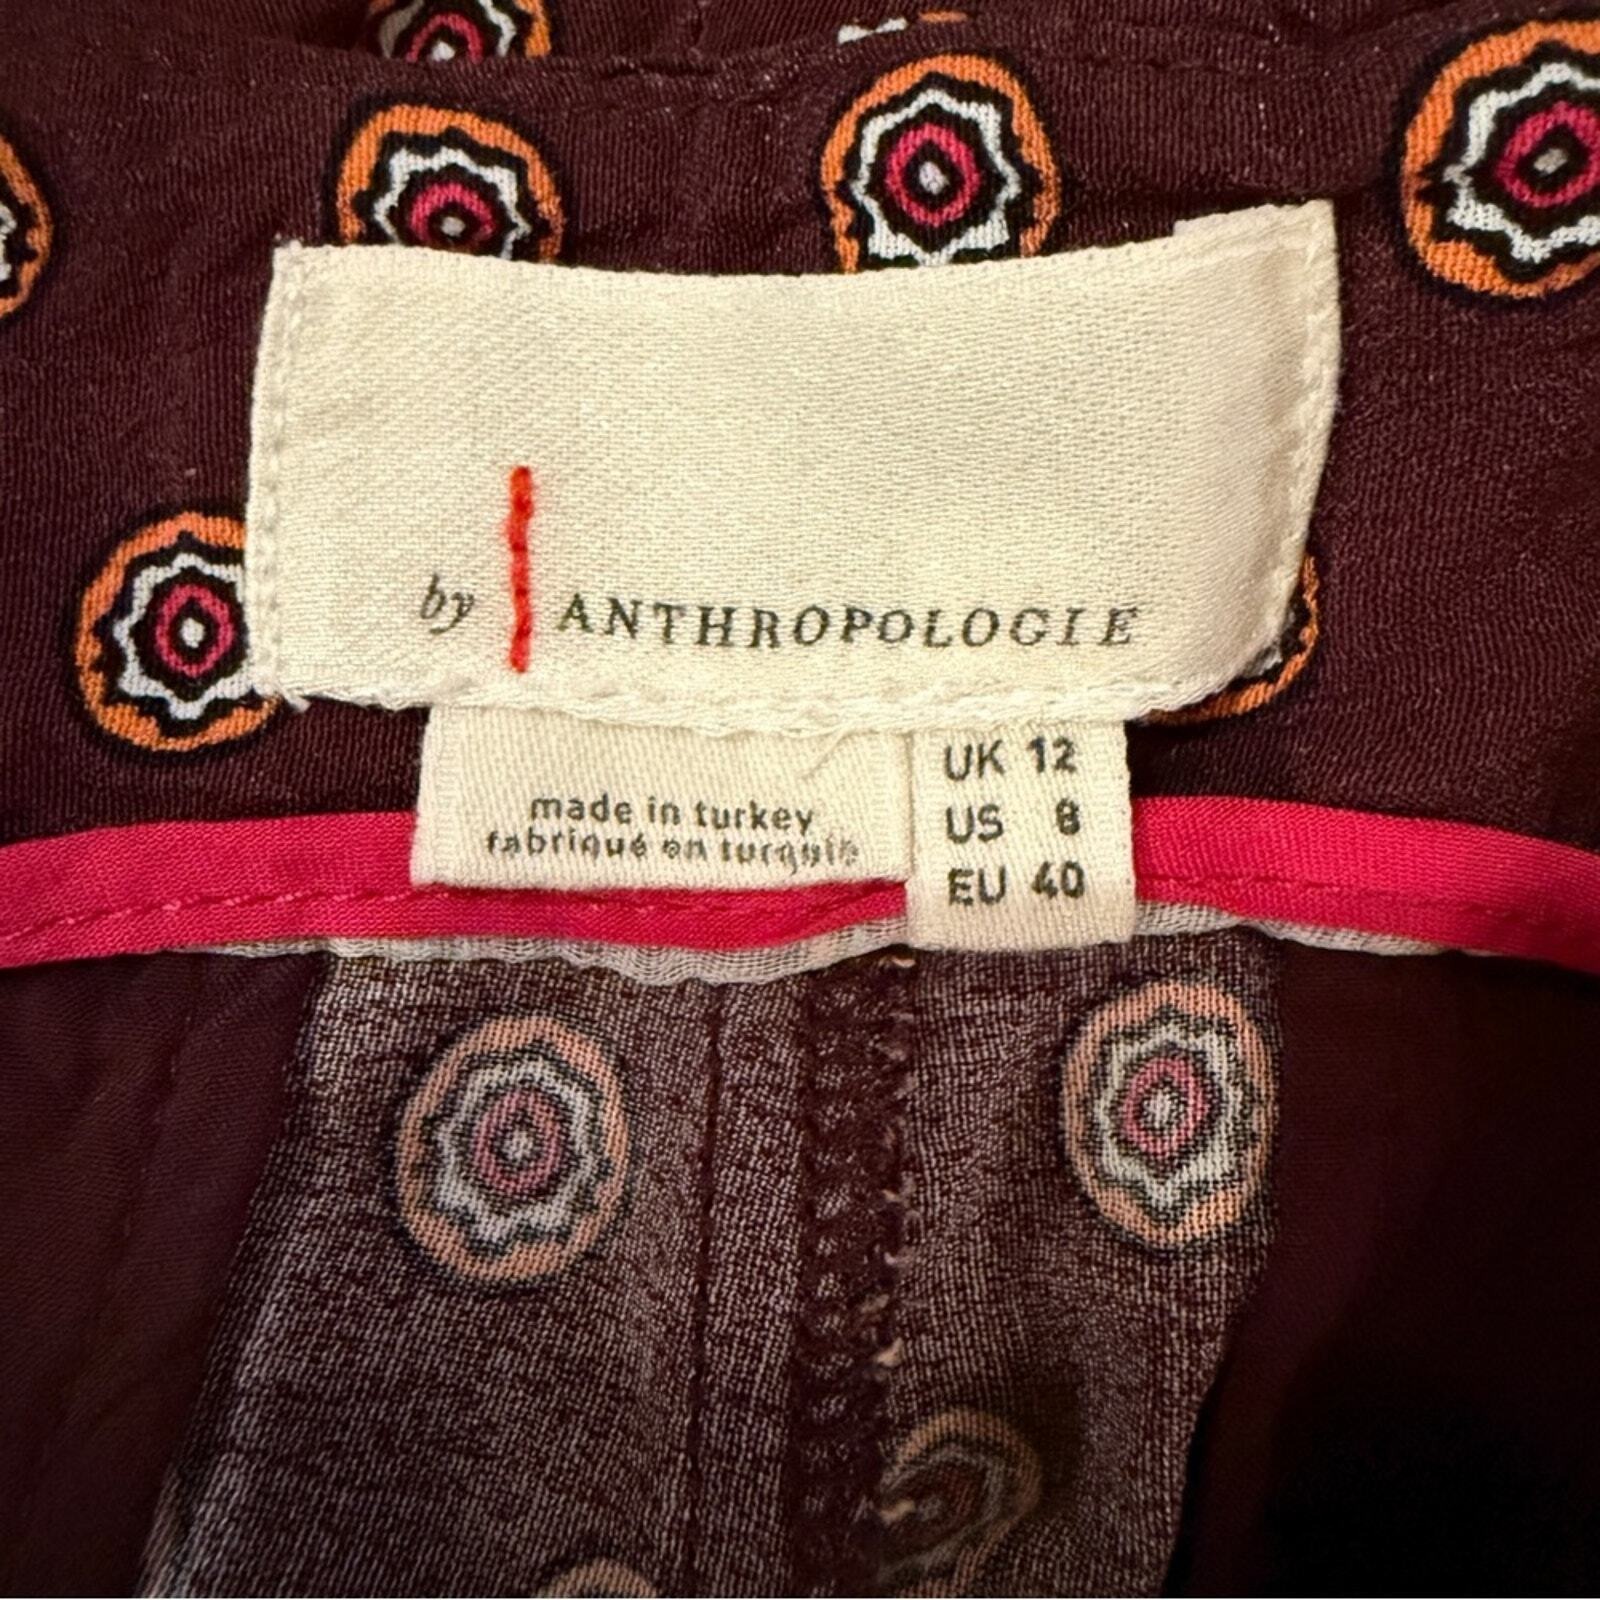 by ANTHROPOLOGIE
made in turkey
fabriqué en turquie
UK 12
US 8
EU 40